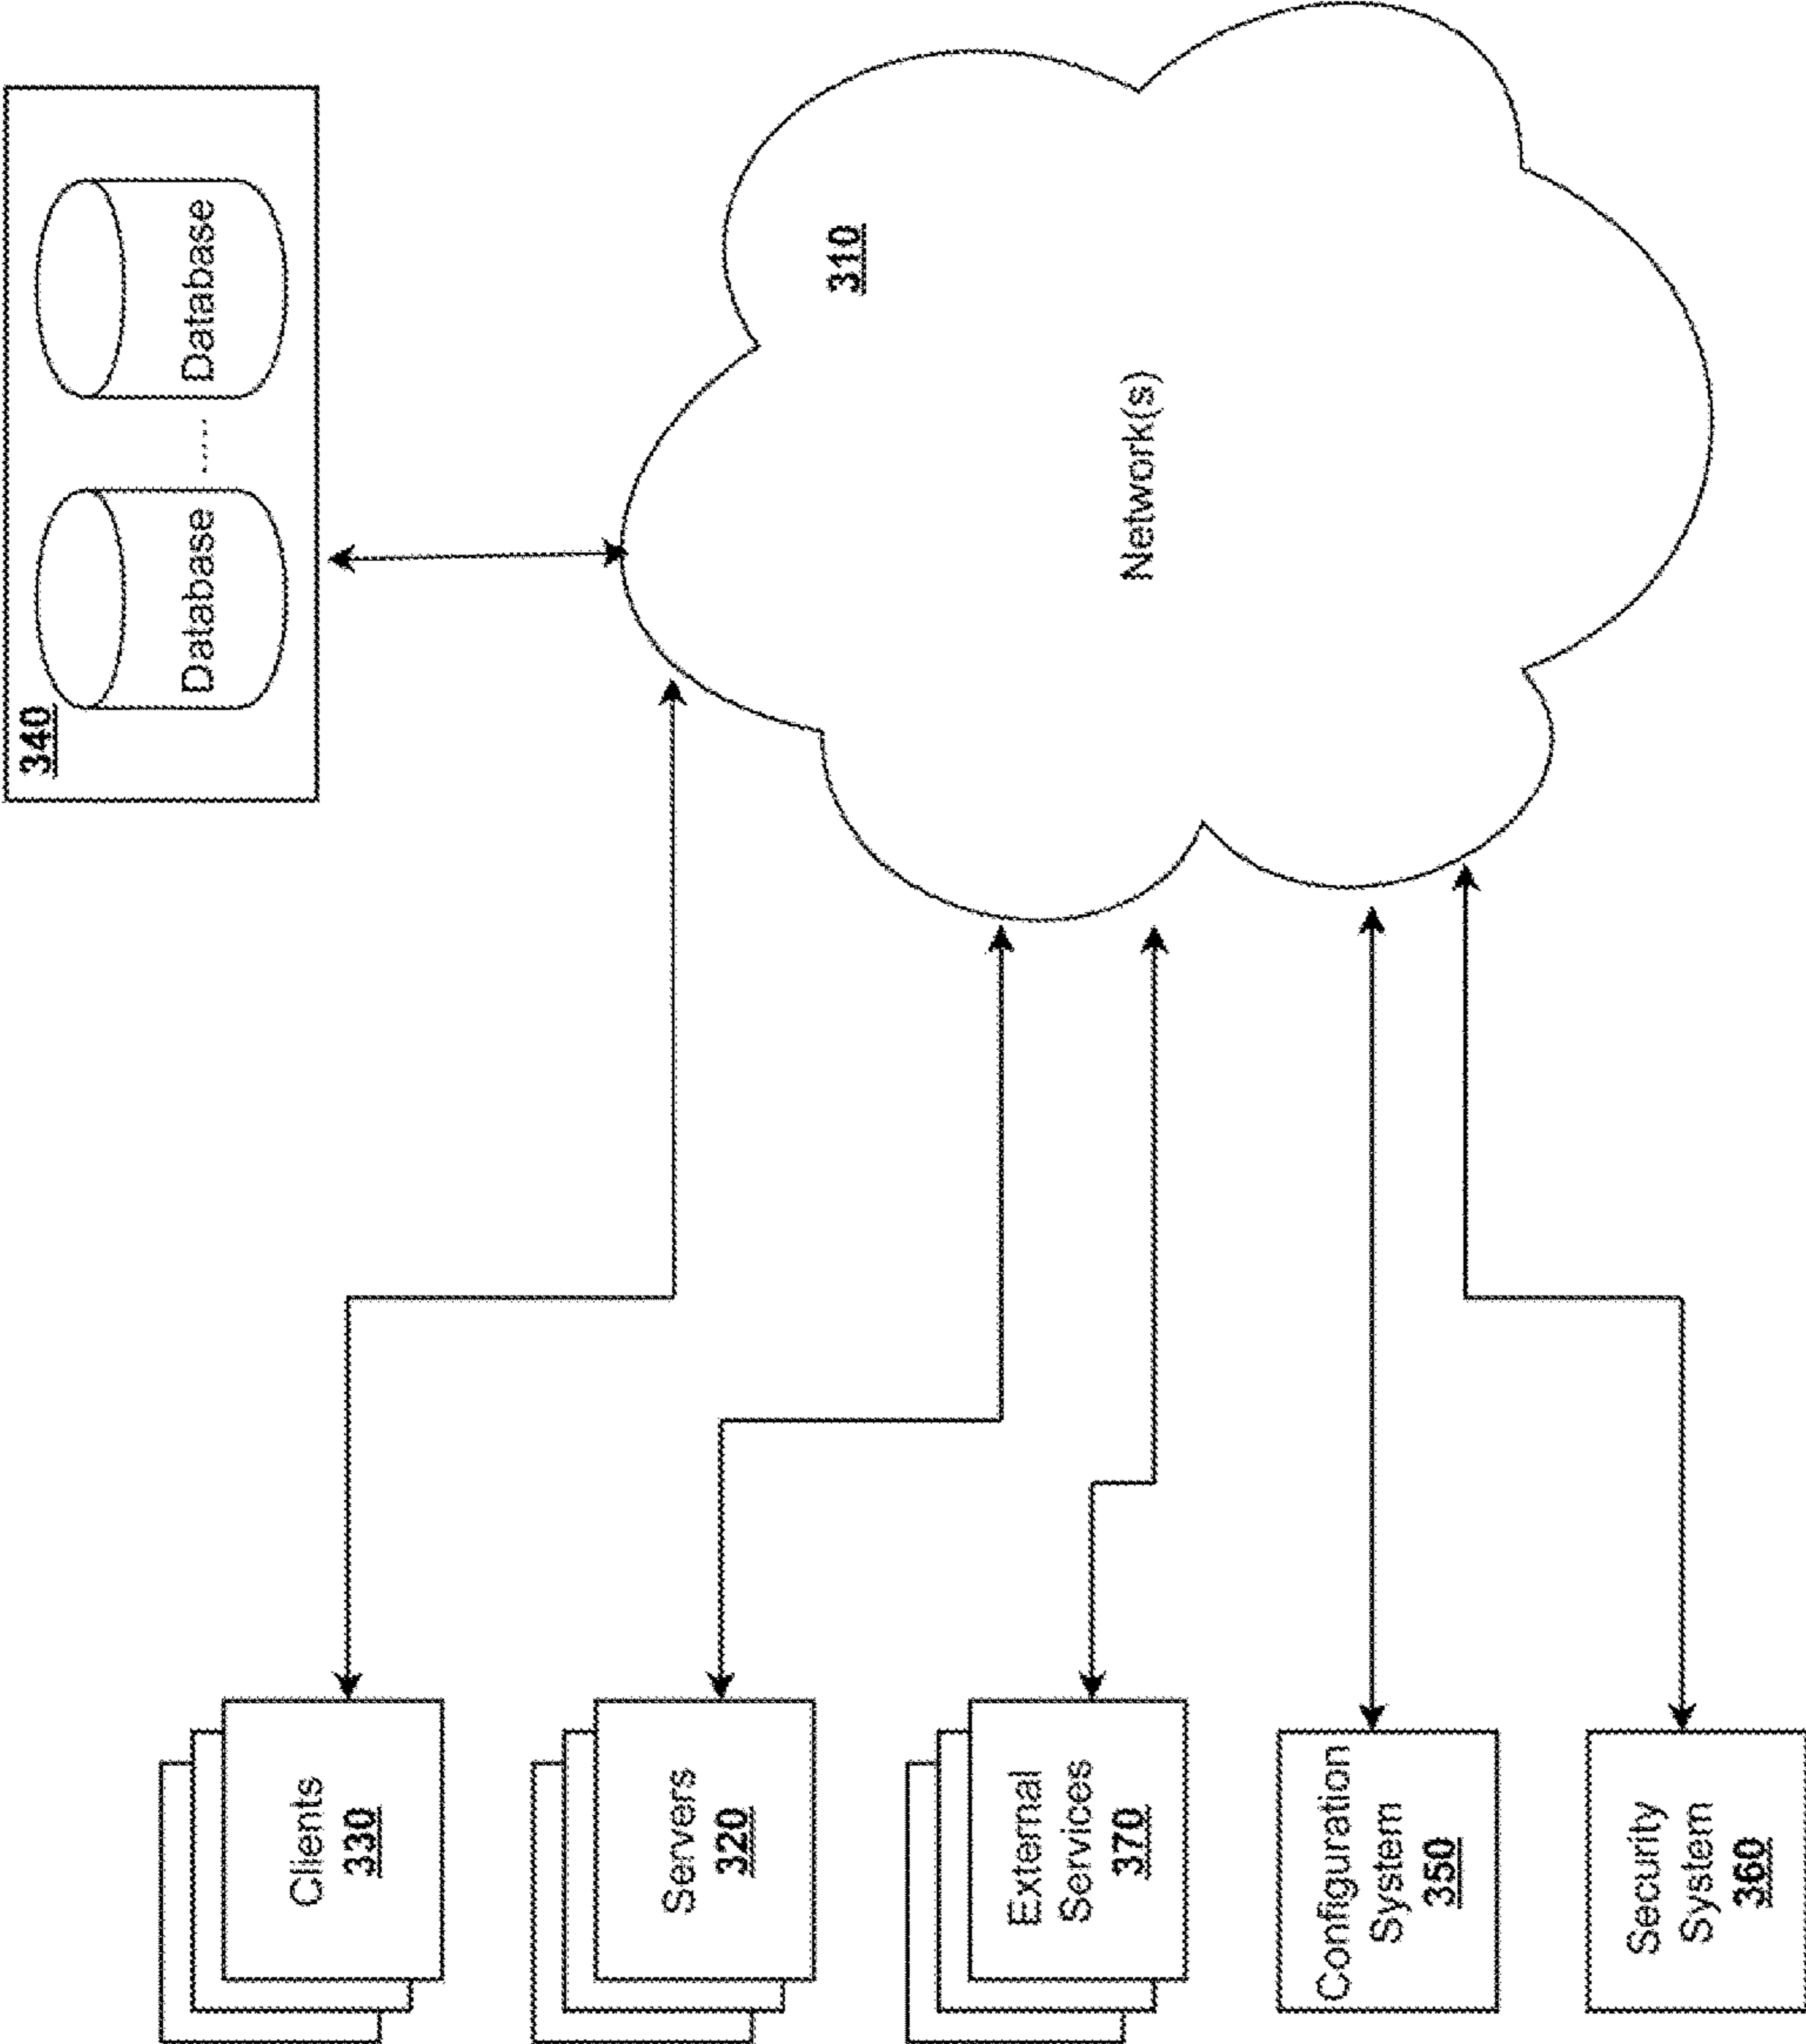 340
Database
.....
Database
310
Network(s)
Clients
330
Servers
320
External
Services
370
Configuration
System
350
Security
System
360